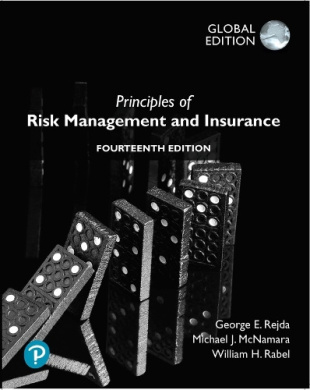 GLOBAL
EDITION
Principles of
Risk Management and Insurance
FOURTEENTH EDITION
George E. Rejda
Michael J. McNamara
William H. Rabel
P